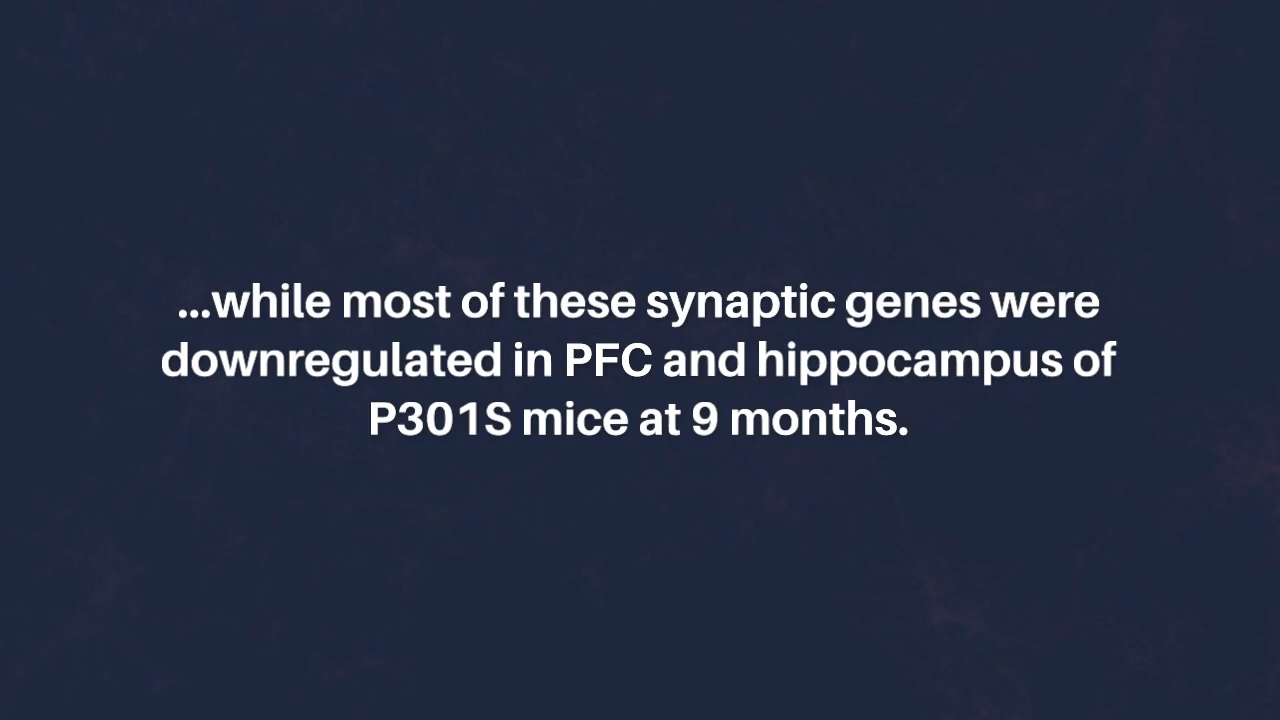 ...while most of these synaptic genes were
downregulated in PFC and hippocampus of
P301S mice at 9 months.